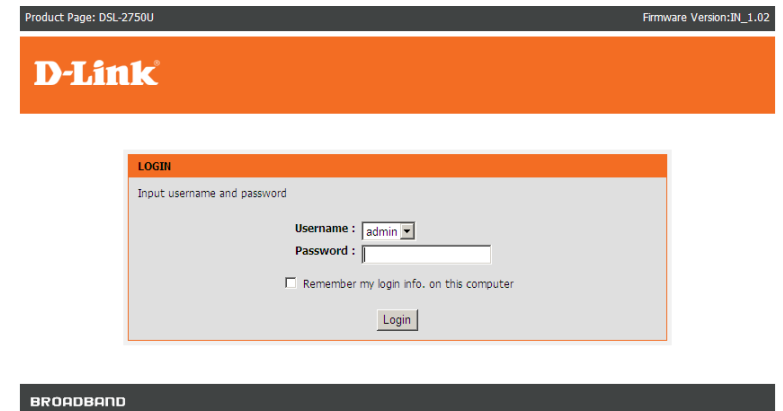 Product Page: DSL-2750U Firmware Version:IN_1.02
D-Link
LOGIN
Input username and password
Username : admin
Password :
Remember my login info. on this computer
Login
BROADBAND